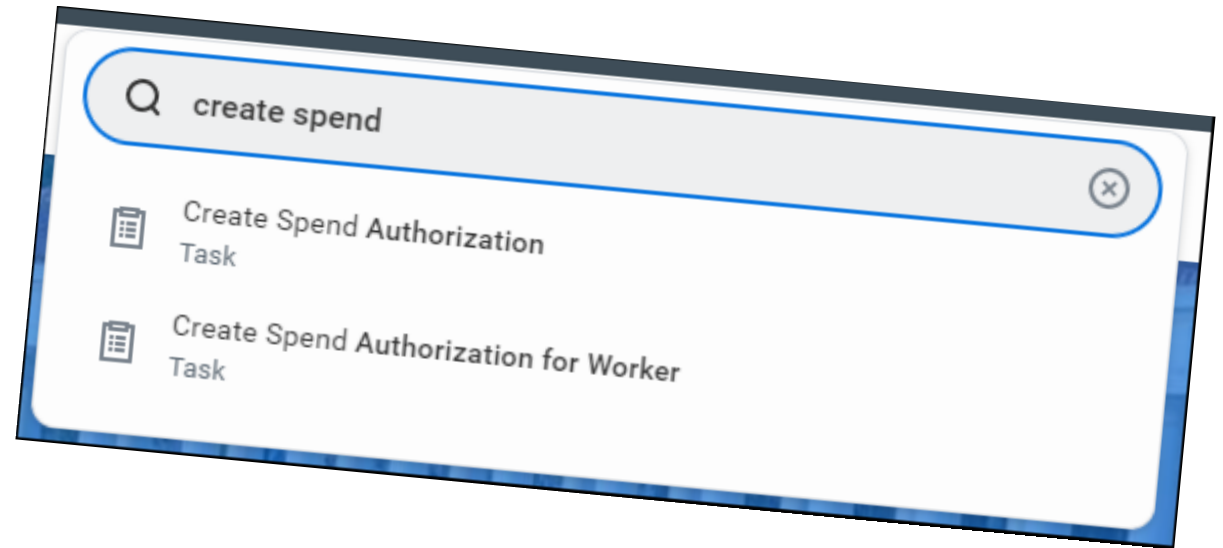 create spend
Create Spend Authorization
Task
Create Spend Authorization for Worker
Task